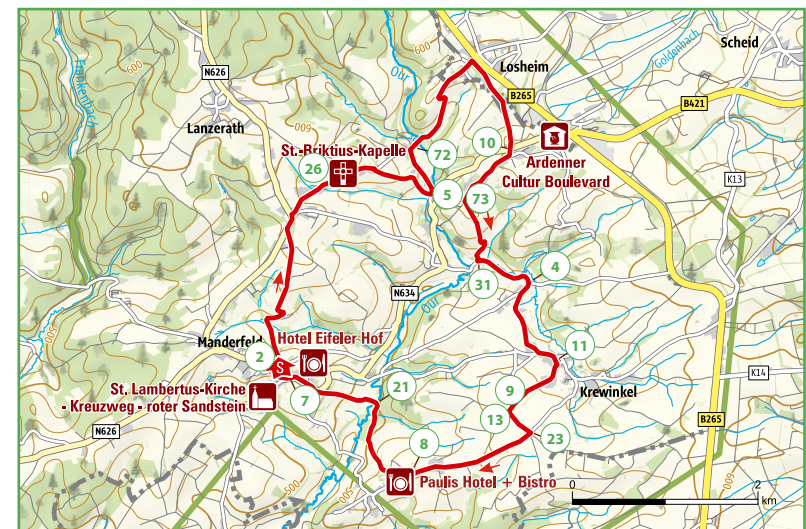 Scheid
Losheim
Goldenbach
600
600
Frankenbach
N626
Our
B265
B421
Lanzerath
600
St.-Briktius-Kapelle
26
72
10
Ardenner
Cultur Boulevard
K13
5
73
4
31
N634
Our
500
Manderfeld
Hotel Eifeler Hof
2
S
11
K14
St. Lambertus-Kirche
- Kreuzweg - roter Sandstein
7
21
9
Krewinkel
13
B265
N626
8
23
500
500
Paulis Hotel + Bistro
600
0
2
km